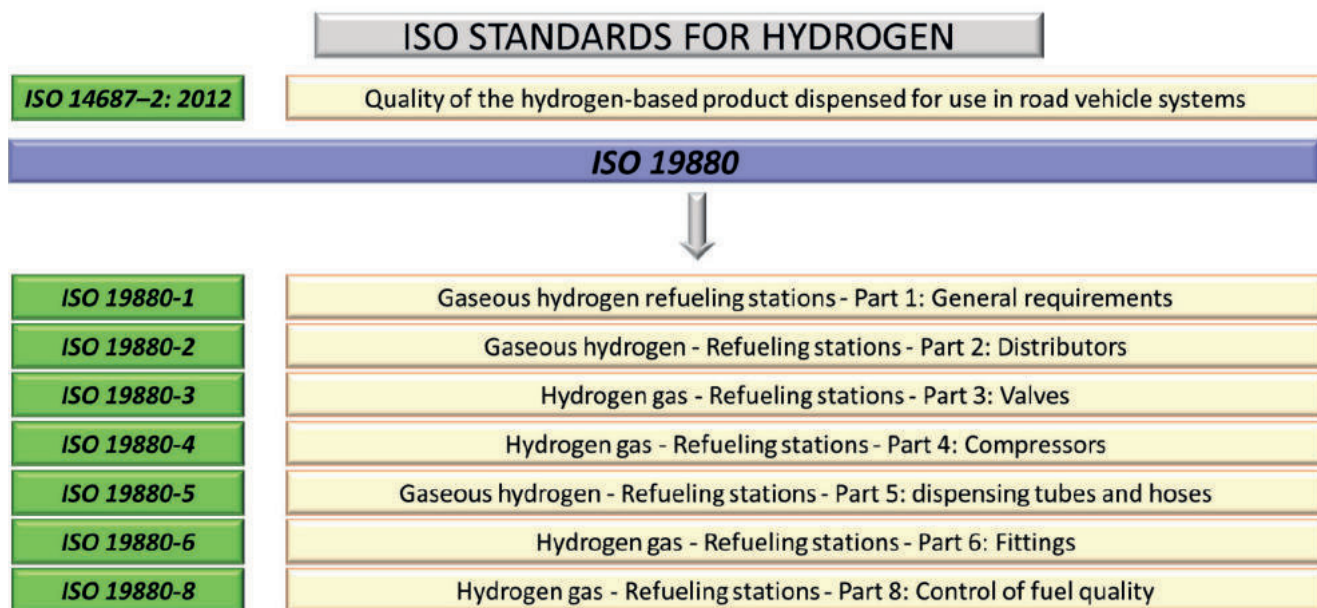 ISO STANDARDS FOR HYDROGEN
ISO 14687–2: 2012
Quality of the hydrogen-based product dispensed for use in road vehicle systems
ISO 19880
ISO 19880-1
Gaseous hydrogen refueling stations - Part 1: General requirements
ISO 19880-2
Gaseous hydrogen - Refueling stations - Part 2: Distributors
ISO 19880-3
Hydrogen gas - Refueling stations - Part 3: Valves
ISO 19880-4
Hydrogen gas - Refueling stations - Part 4: Compressors
ISO 19880-5
Gaseous hydrogen - Refueling stations - Part 5: dispensing tubes and hoses
ISO 19880-6
Hydrogen gas - Refueling stations - Part 6: Fittings
ISO 19880-8
Hydrogen gas - Refueling stations - Part 8: Control of fuel quality